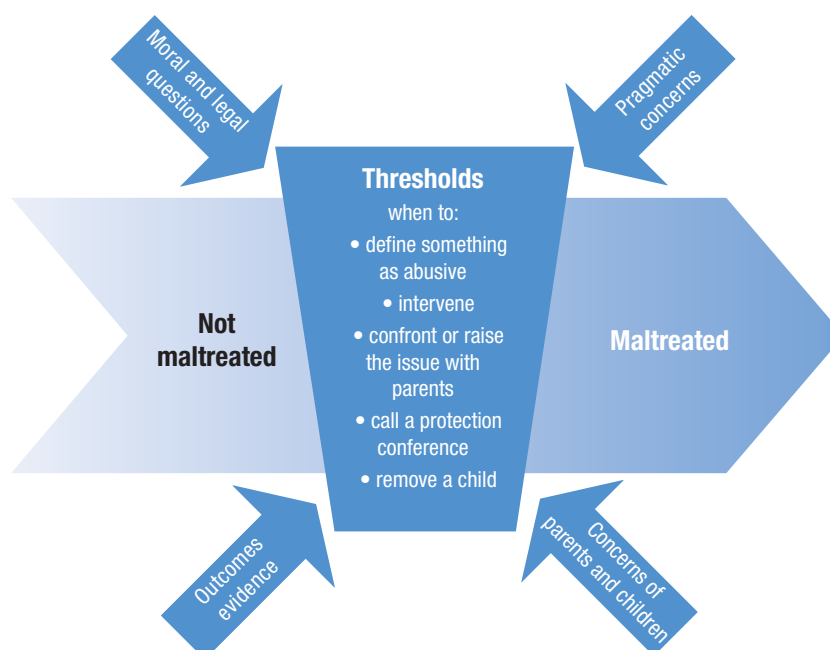 Moral and legal
questions
Pragmatic
concerns
Thresholds
when to:
• define something
as abusive
• intervene
• confront or raise
the issue with
parents
• call a protection
conference
• remove a child
Not
maltreated
Maltreated
Outcomes
evidence
Concerns of
parents and children